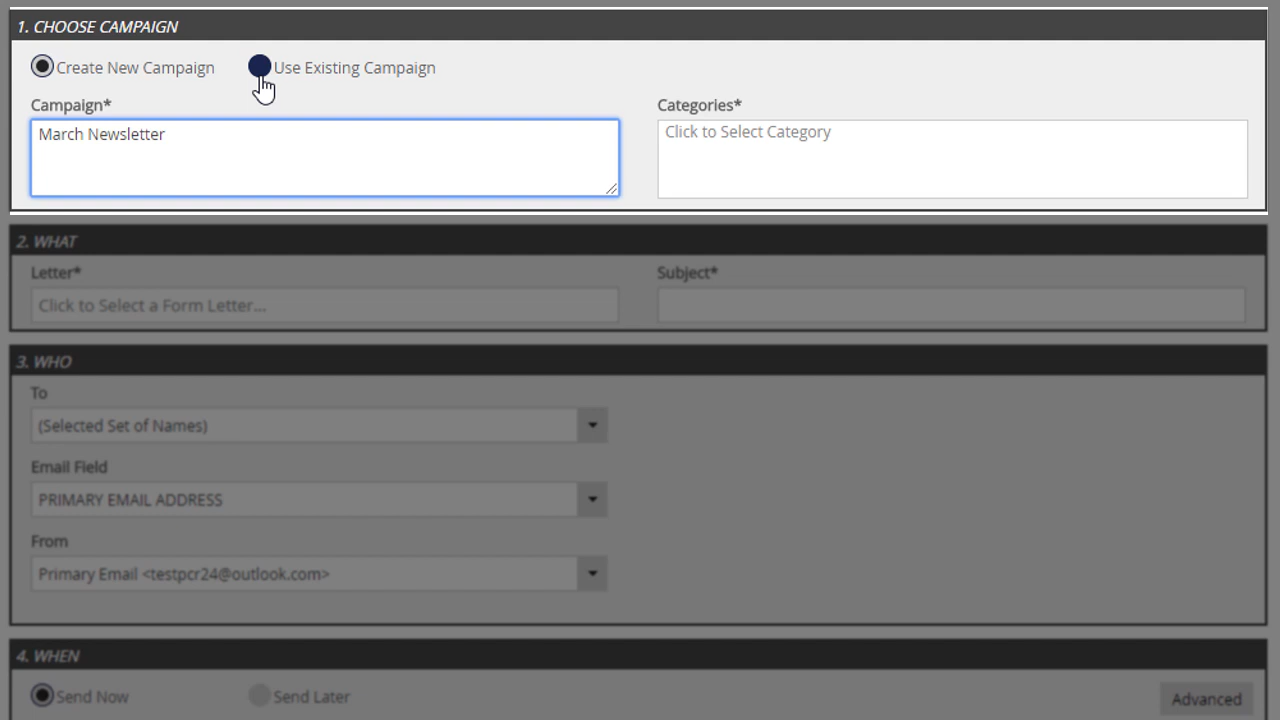 1. CHOOSE CAMPAIGN
Create New Campaign Use Existing Campaign
Campaign* Categories*
March Newsletter Click to Select Category
2. WHAT
Letter* Subject*
Click to Select a Form Letter...
3. WHO
To
(Selected Set of Names)
Email Field
PRIMARY EMAIL ADDRESS
From
Primary Email <testpcr24@outlook.com>
4. WHEN
Send Now Send Later Advanced